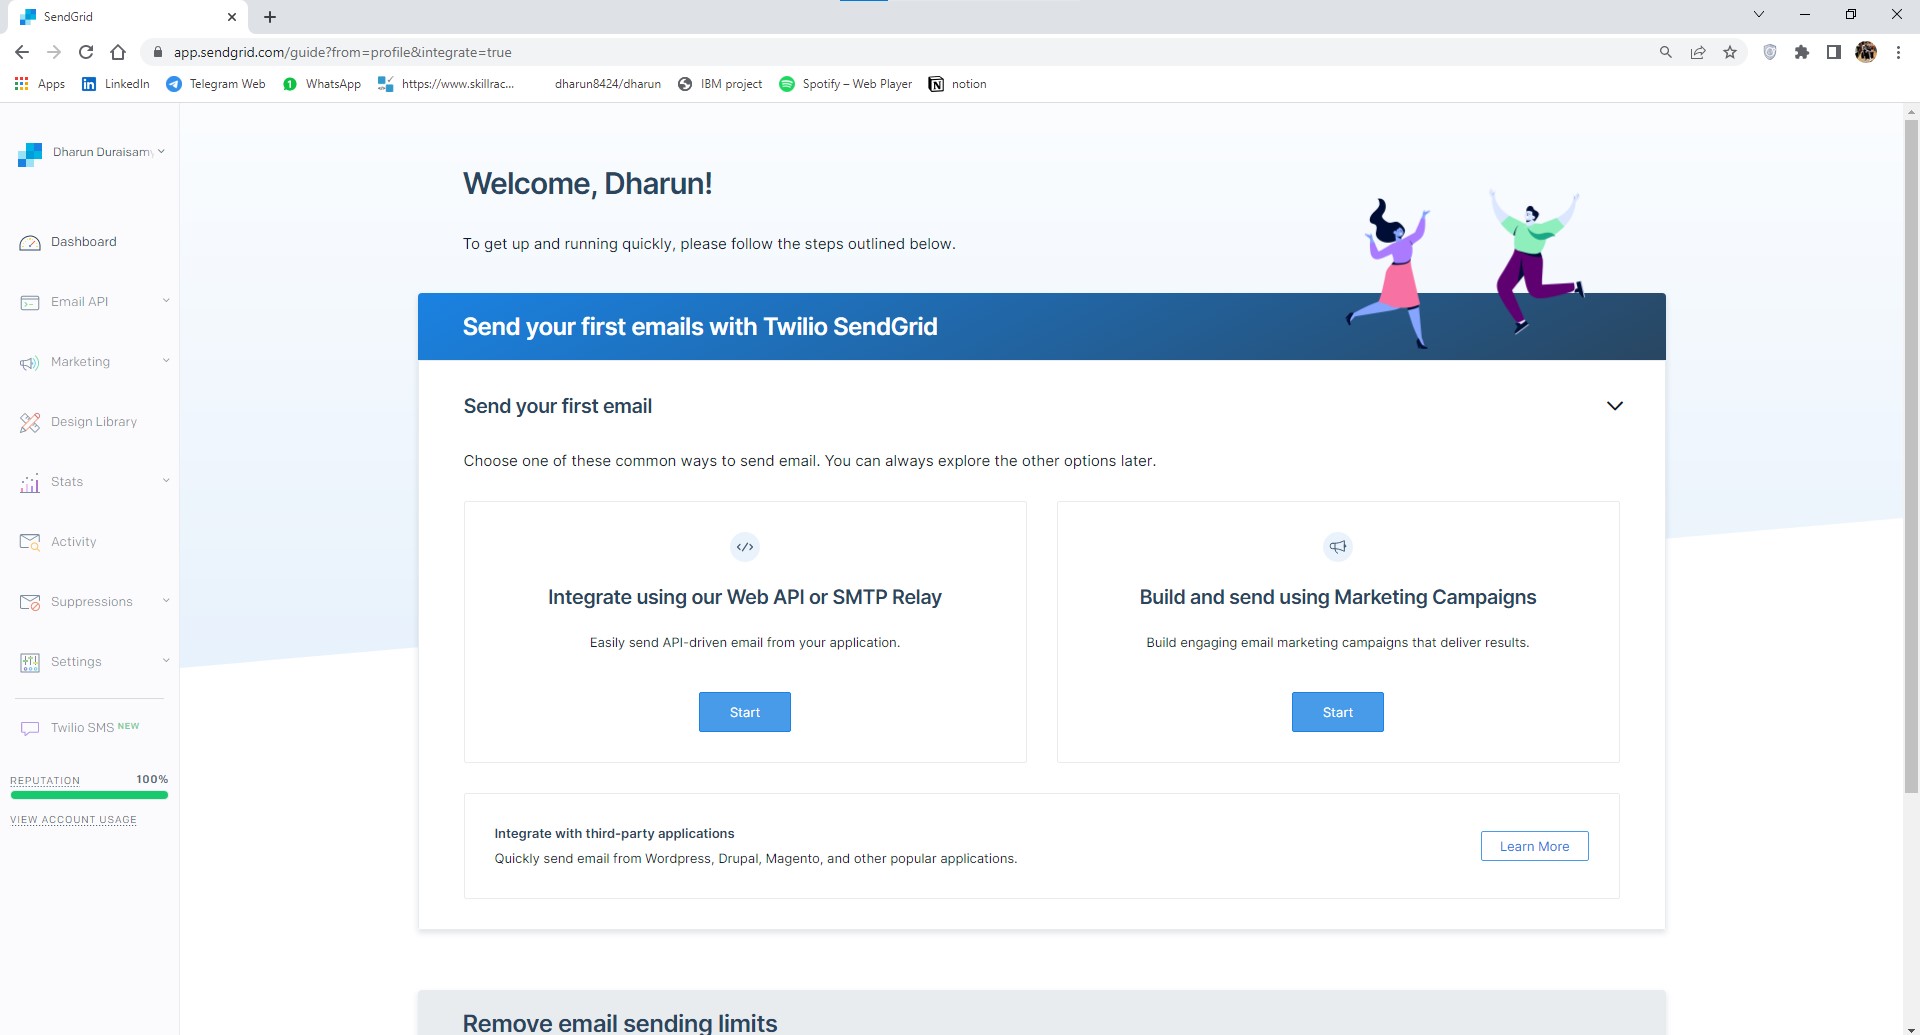 SendGrid
app.sendgrid.com/guide?from=profile&integrate=true
Apps LinkedIn Telegram Web 1 WhatsApp https://www.skillrac... dharun8424/dharun IBM project Spotify – Web Player notion
Dharun Duraisamy
Dashboard
Email API
Marketing
Design Library
Stats
Activity
Suppressions
Settings
Twilio SMS NEW
REPUTATION 100%
VIEW ACCOUNT USAGE
Welcome, Dharun!
To get up and running quickly, please follow the steps outlined below.
Send your first emails with Twilio SendGrid
Send your first email
Choose one of these common ways to send email. You can always explore the other options later.
</>
Integrate using our Web API or SMTP Relay
Easily send API-driven email from your application.
Start
Build and send using Marketing Campaigns
Build engaging email marketing campaigns that deliver results.
Start
Integrate with third-party applications
Quickly send email from Wordpress, Drupal, Magento, and other popular applications.
Learn More
Remove email sending limits